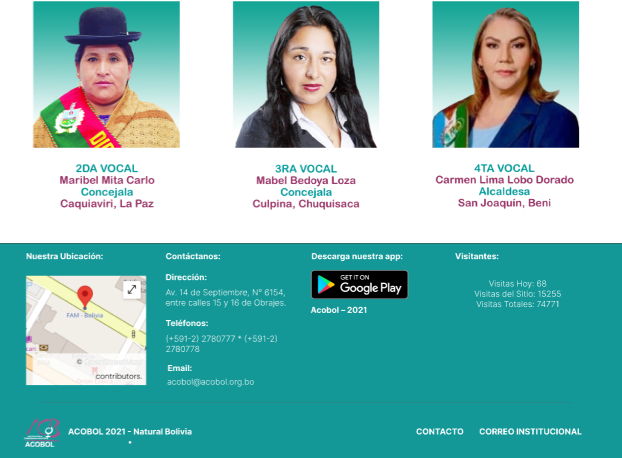 2DA VOCAL
Maribel Mita Carlo
Concejala
Caquiaviri, La Paz
3RA VOCAL
Mabel Bedoya Loza
Concejala
Culpina, Chuquisaca
4TA VOCAL
Carmen Lima Lobo Dorado
Alcaldesa
San Joaquín, Beni
Nuestra Ubicación:
FAM - Bolivia
©
contributors.
Contáctanos:
Dirección:
Av. 14 de Septiembre, N° 6154,
entre calles 15 y 16 de Obrajes.
Teléfonos:
(+591-2) 2780777 * (+591-2)
2780778
Email:
acobol@acobol.org.bo
Descarga nuestra app:
GET IT ON
Google Play
Acobol – 2021
Visitantes:
Visitas Hoy: 68
Visitas del Sitio: 15255
Visitas Totales: 74771
ACOBOL
ACOBOL 2021 - Natural Bolivia
CONTACTO CORREO INSTITUCIONAL